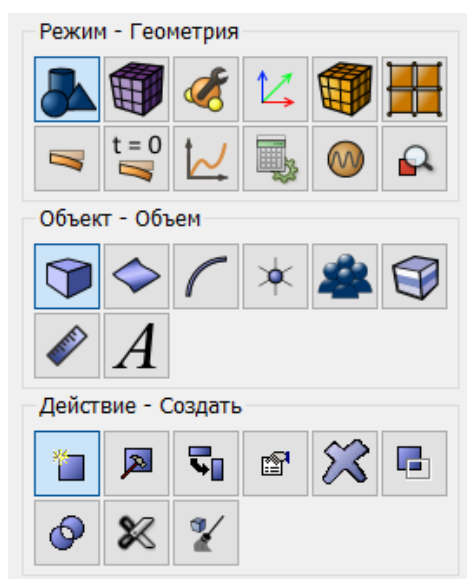 Режим - Геометрия
t = 0
Объект - Объем
A
Действие - Создать